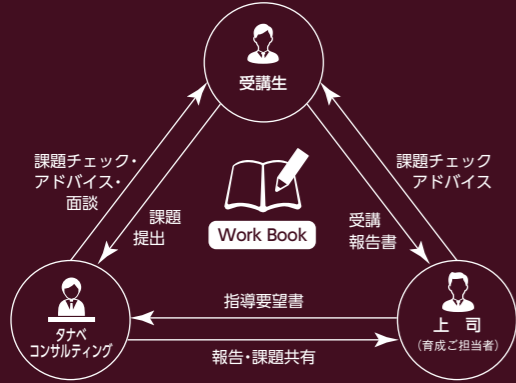 受講生
課題チェック・
アドバイス・
面談
課題
提出
Work Book
受講
報告書
課題チェック
アドバイス
タナベ
コンサルティング
指導要望書
報告・課題共有
上 司
(育成ご担当者)